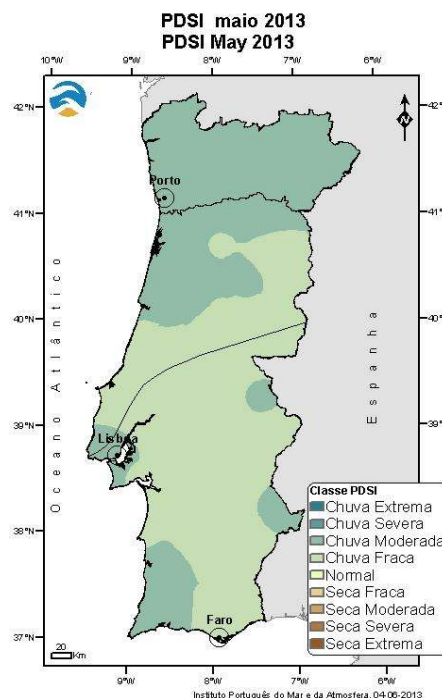 PDSI maio 2013
PDSI May 2013
9°W 8°W 7°W 6°W
42°N 42°N
N
Porto
41°N 41°N
Oceano Atlântico
40°N 40°N
Espanha
39°N 39°N
Lisboa
Classe PDSI
Chuva Extrema
Chuva Severa
38°N
Chuva Moderada
Chuva Fraca
Normal
Seca Fraca
Seca Moderada
Seca Severa
Seca Extrema
Faro
37°N 37°N
20
Km
9°W 8°W 7°W 6°W
Instituto Português do Mar e da Atmosfera, 04-06-2013